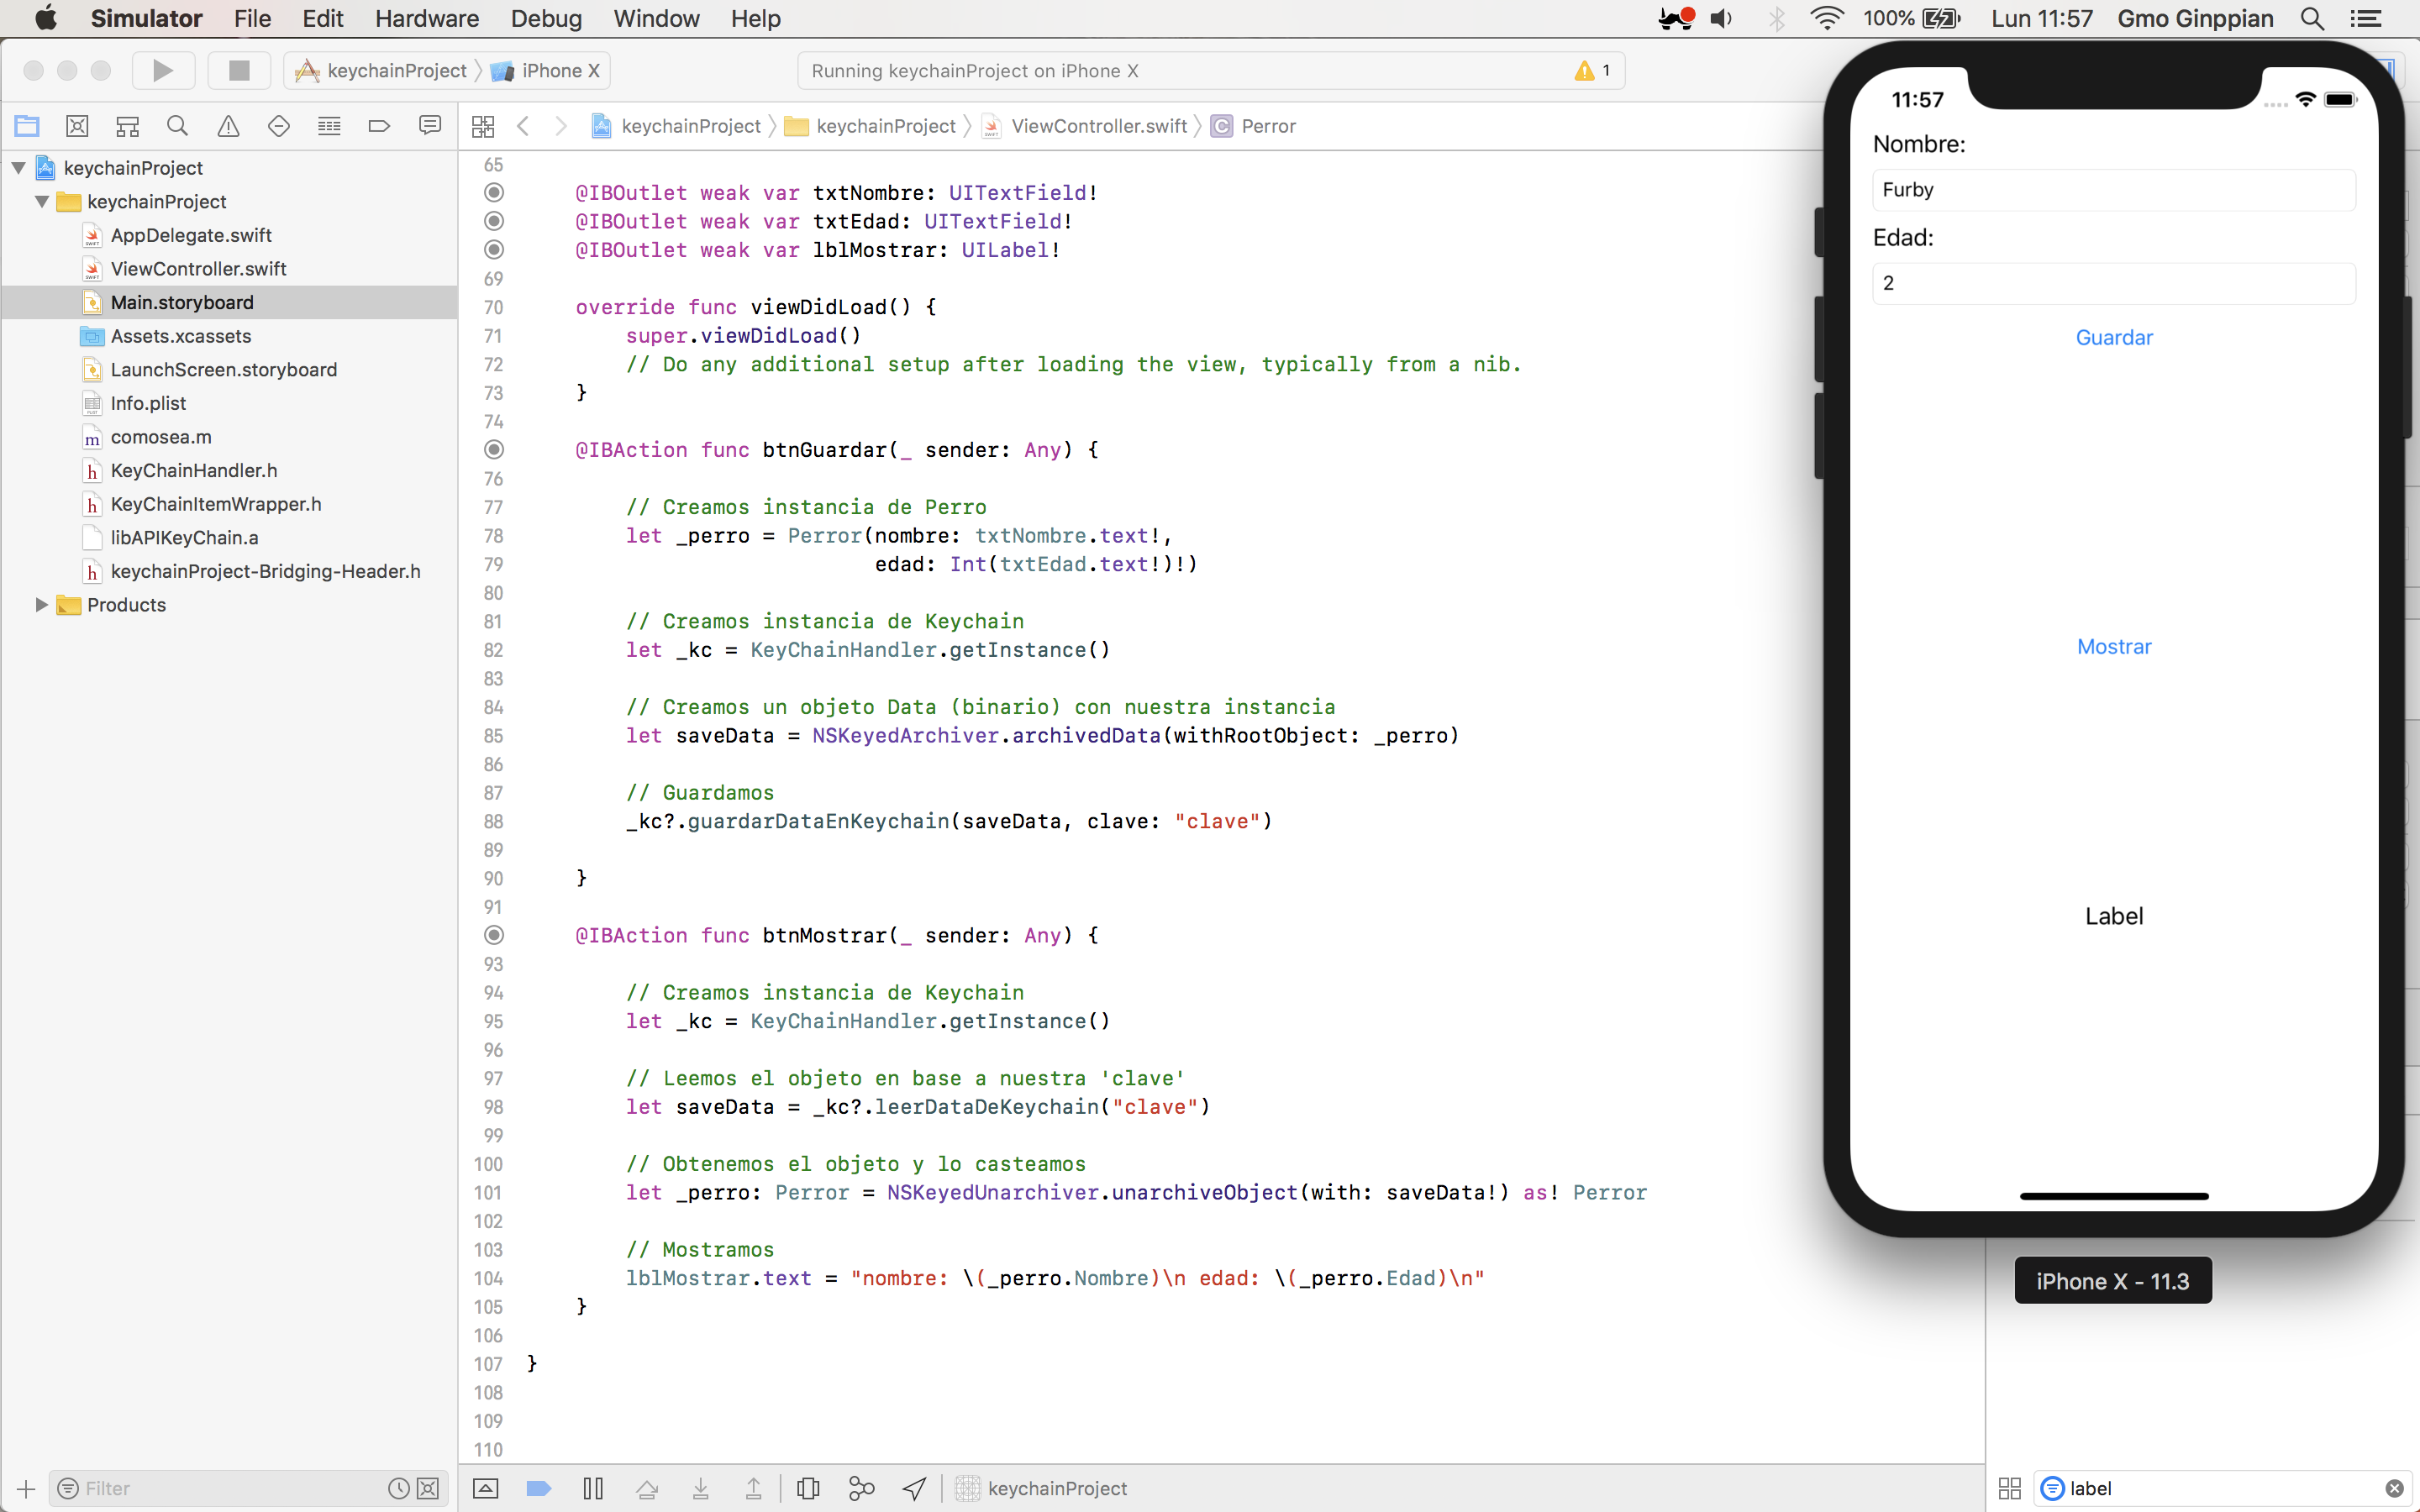 Simulator File Edit Hardware Debug Window Help 100% Lun 11:57 Gmo Ginppian
keychainProject iPhone X Running keychainProject on iPhone X 1
keychainProject keychainProject ViewController.swift C Perror
keychainProject
keychainProject
AppDelegate.swift
ViewController.swift
Main.storyboard
Assets.xcassets
LaunchScreen.storyboard
Info.plist
m comosea.m
h KeyChainHandler.h
h KeyChainItemWrapper.h
libAPIKeyChain.a
h keychainProject-Bridging-Header.h
Products
Filter
65
@IBOutlet weak var txtNombre: UITextField!
@IBOutlet weak var txtEdad: UITextField!
@IBOutlet weak var lblMostrar: UILabel!
69
70 override func viewDidLoad() {
71 super.viewDidLoad()
72 // Do any additional setup after loading the view, typically from a nib.
73 }
74
@IBAction func btnGuardar(_ sender: Any) {
76
77 // Creamos instancia de Perro
78 let _perro = Perror(nombre: txtNombre.text!,
79 edad: Int(txtEdad.text!)!)
80
81 // Creamos instancia de Keychain
82 let _kc = KeyChainHandler.getInstance()
83
84 // Creamos un objeto Data (binario) con nuestra instancia
85 let saveData = NSKeyedArchiver.archivedData(withRootObject: _perro)
86
87 // Guardamos
88 _kc?.guardarDataEnKeychain(saveData, clave: "clave")
89
90 }
91
@IBAction func btnMostrar(_ sender: Any) {
93
94 // Creamos instancia de Keychain
95 let _kc = KeyChainHandler.getInstance()
96
97 // Leemos el objeto en base a nuestra 'clave'
98 let saveData = _kc?.leerDataDeKeychain("clave")
99
100 // Obtenemos el objeto y lo casteamos
101 let _perro: Perror = NSKeyedUnarchiver.unarchiveObject(with: saveData!) as! Perror
102
103 // Mostramos
104 lblMostrar.text = "nombre: \(_perro.Nombre)\n edad: \(_perro.Edad)\n"
105 }
106
107 }
108
109
110
keychainProject
11:57
Nombre:
Furby
Edad:
2
Guardar
Mostrar
Label
iPhone X - 11.3
label